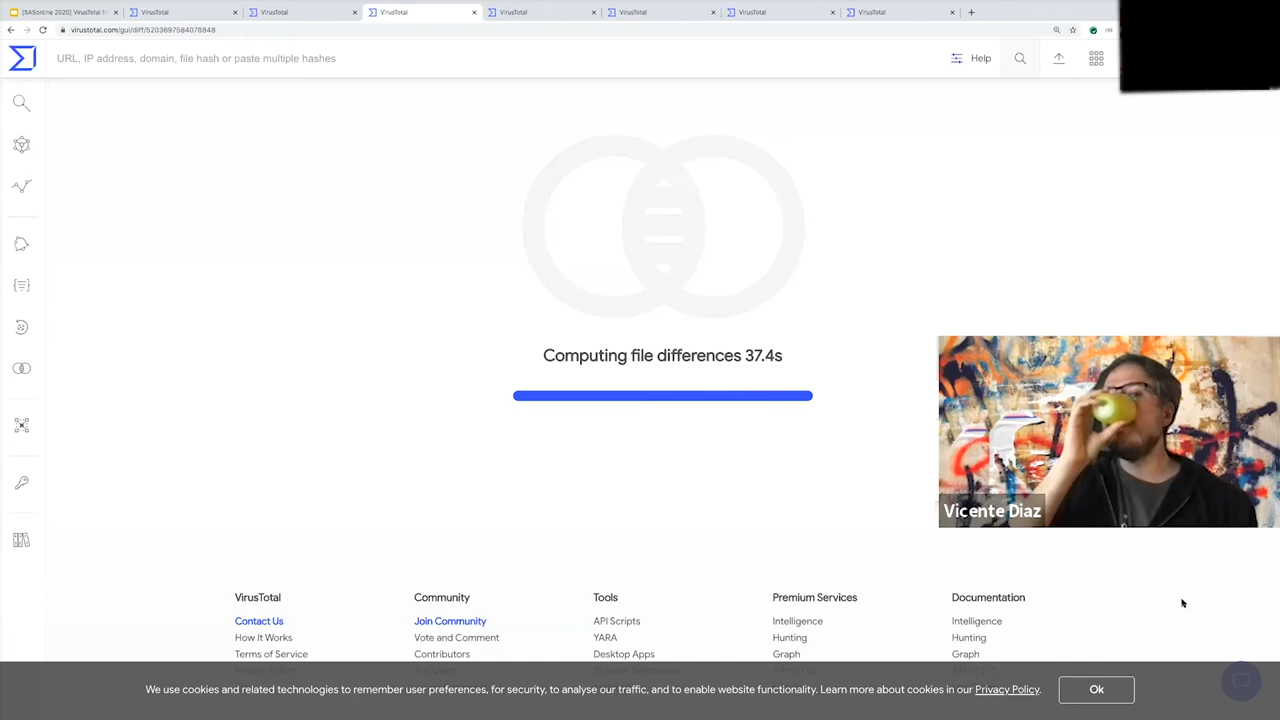 [SASonline 2020] VirusTotal
VirusTotal
VirusTotal
VirusTotal
VirusTotal
VirusTotal
VirusTotal
VirusTotal
virustotal.com/gui/diff/5203697584078848
URL, IP address, domain, file hash or paste multiple hashes
Help
Computing file differences 37.4s
Vicente Diaz
VirusTotal
Community
Tools
Premium Services
Documentation
Contact Us
Join Community
API Scripts
Intelligence
Intelligence
How It Works
Vote and Comment
YARA
Hunting
Hunting
Terms of Service
Contributors
Desktop Apps
Graph
Graph
We use cookies and related technologies to remember user preferences, for security, to analyse our traffic, and to enable website functionality. Learn more about cookies in our Privacy Policy.
Ok